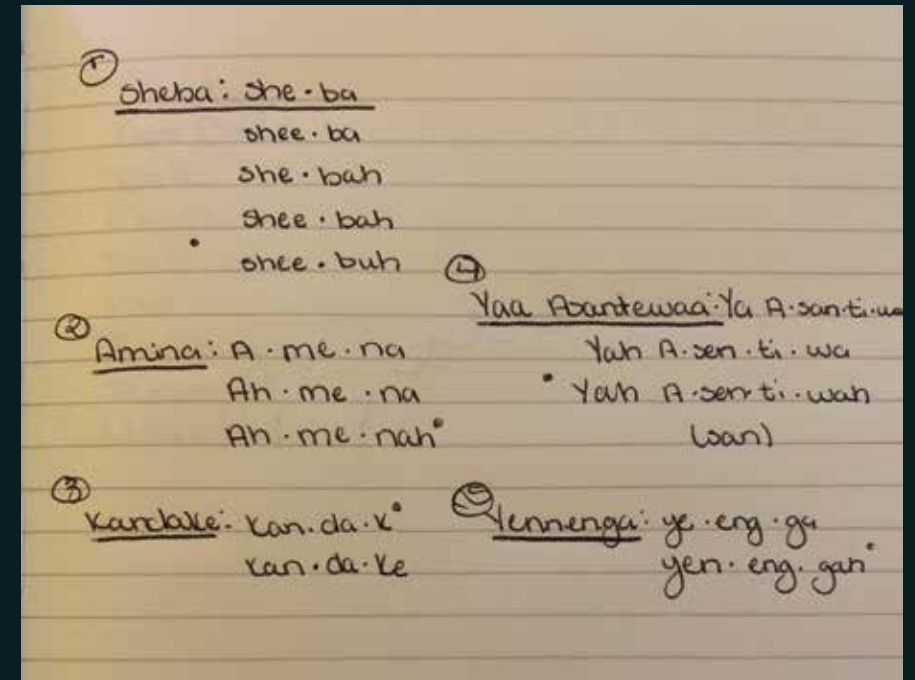 1
Sheba: she·ba
shee·ba
she·bah
shee·bah
• shee·buh
2
Amina: A·me·na
Ah·me·na
Ah·me·nah•
3
Kandake: Kan·da·K•
Kan·da·Ke
4
Yaa Asantewaa: Ya A·san·ti·wa
Yah A·sen·ti·wa
• Yah A·sen·ti·wah
(san)
5
Yennenga: ye·eng·ga
yen·eng·gah•